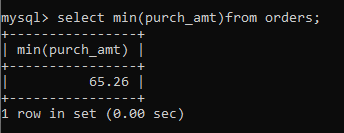 mysql> select min(purch_amt)from orders;
+----------------+
| min(purch_amt) |
+----------------+
|          65.26 |
+----------------+
1 row in set (0.00 sec)